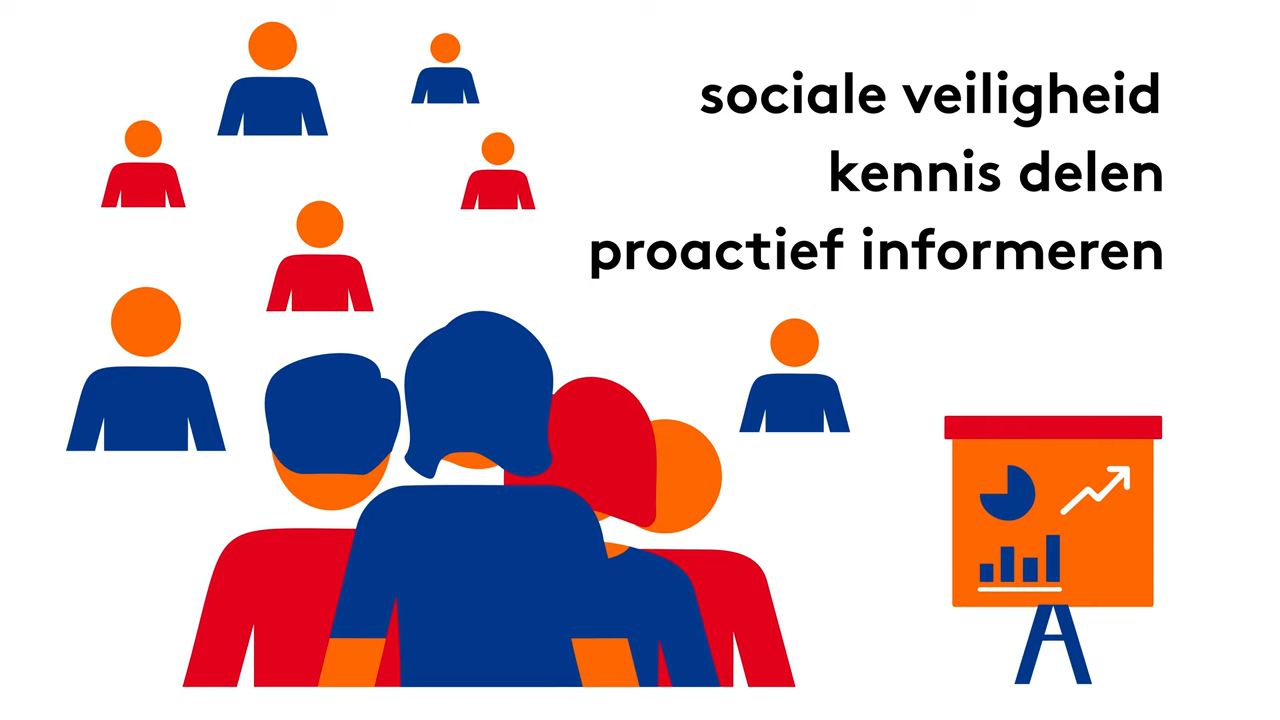 sociale veiligheid
kennis delen
proactief informeren